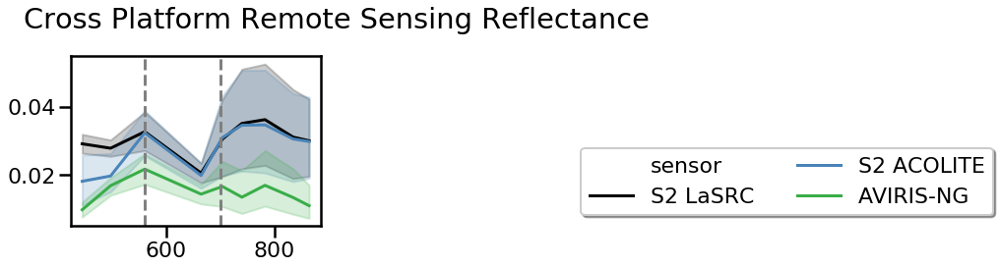 Cross Platform Remote Sensing Reflectance
0.04
0.02
600 800
sensor
S2 LaSRC
S2 ACOLITE
AVIRIS-NG